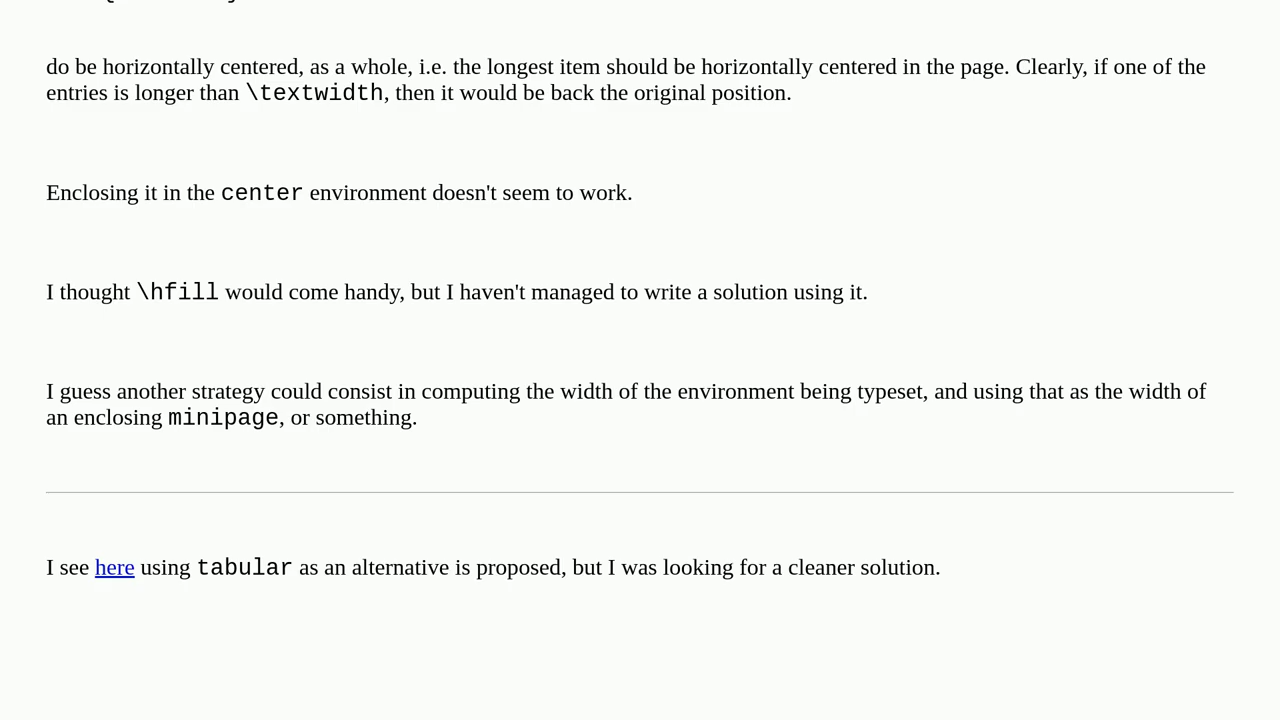 do be horizontally centered, as a whole, i.e. the longest item should be horizontally centered in the page. Clearly, if one of the
entries is longer than \textwidth, then it would be back the original position.
Enclosing it in the center environment doesn't seem to work.
I thought \hfill would come handy, but I haven't managed to write a solution using it.
I guess another strategy could consist in computing the width of the environment being typeset, and using that as the width of
an enclosing minipage, or something.
I see here using tabular as an alternative is proposed, but I was looking for a cleaner solution.